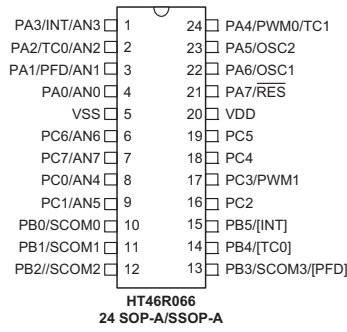 PA3/INT/AN3 1 24 PA4/PWM0/TC1
PA2/TC0/AN2 2 23 PA5/OSC2
PA1/PFD/AN1 3 22 PA6/OSC1
PA0/AN0 4 21 PA7/RES
VSS 5 20 VDD
PC6/AN6 6 19 PC5
PC7/AN7 7 18 PC4
PC0/AN4 8 17 PC3/PWM1
PC1/AN5 9 16 PC2
PB0/SCOM0 10 15 PB5/[INT]
PB1/SCOM1 11 14 PB4/[TC0]
PB2//SCOM2 12 13 PB3/SCOM3/[PFD]
HT46R066
24 SOP-A/SSOP-A